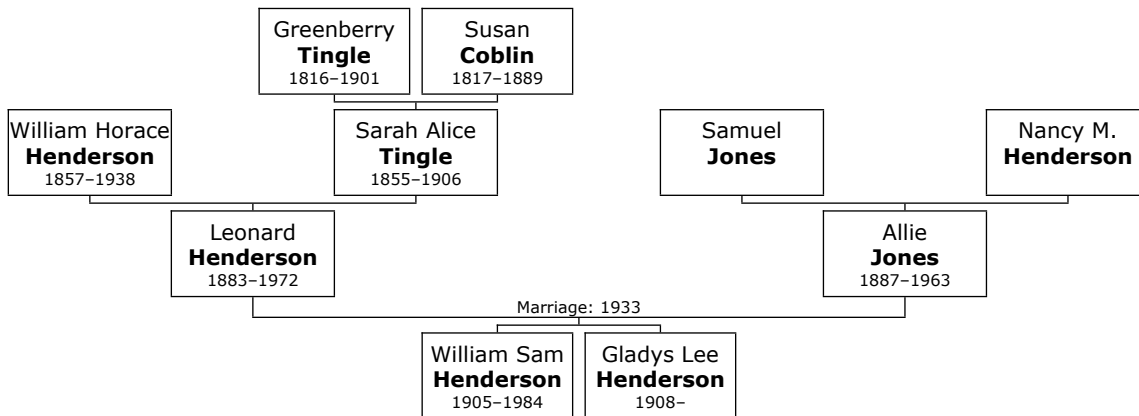 Greenberry
Tingle
1816–1901
Susan
Coblin
1817–1889
William Horace
Henderson
1857–1938
Sarah Alice
Tingle
1855–1906
Samuel
Jones
Nancy M.
Henderson
Leonard
Henderson
1883–1972
Allie
Jones
1887–1963
Marriage: 1933
William Sam
Henderson
1905–1984
Gladys Lee
Henderson
1908–